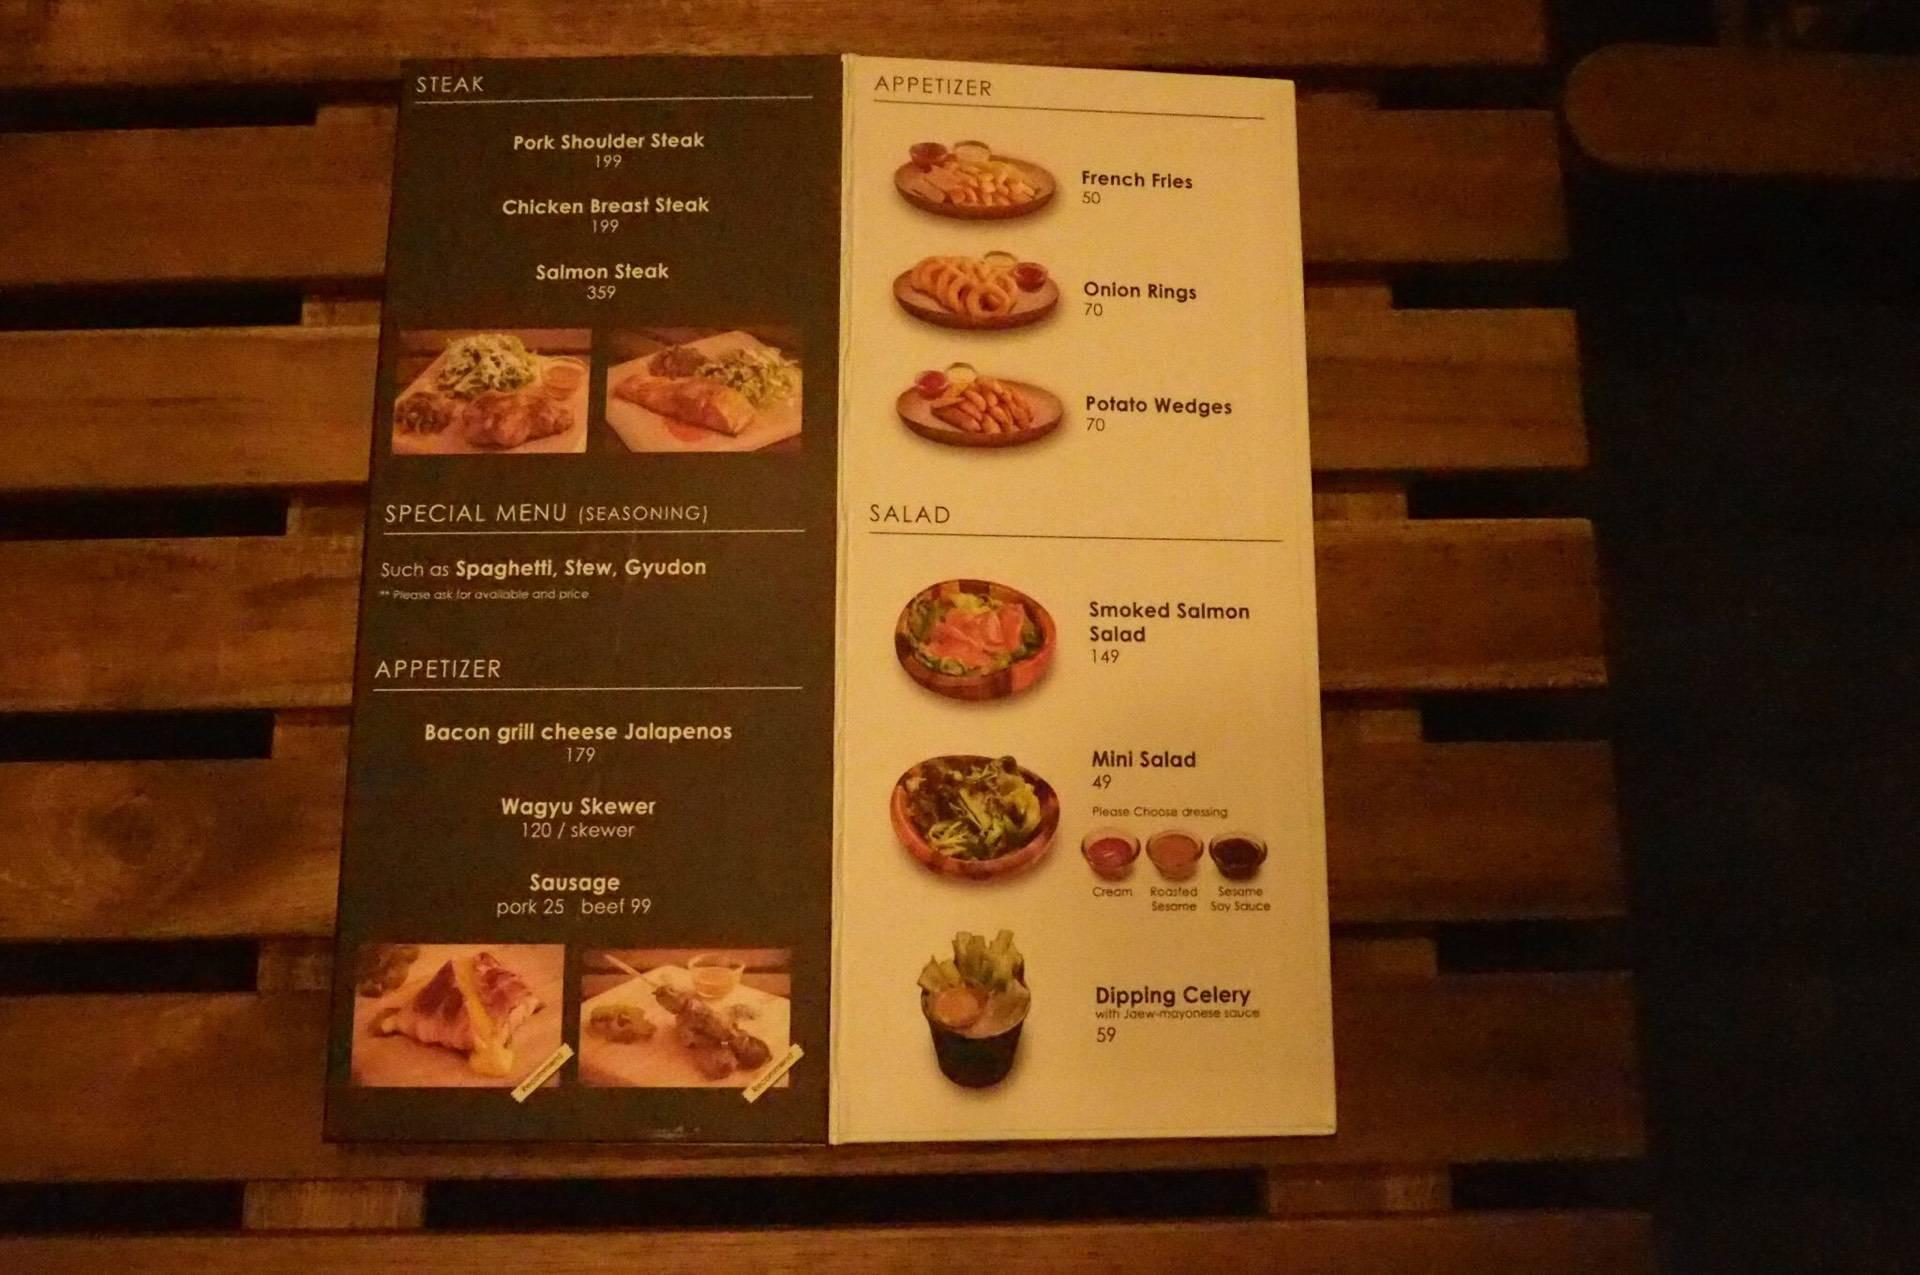 STEAK
Pork Shoulder Steak
199
Chicken Breast Steak
199
Salmon Steak
359
SPECIAL MENU (SEASONING)
Such as Spaghetti, Stew, Gyudon
** Please ask for available and price
APPETIZER
Bacon grill cheese Jalapenos
179
Wagyu Skewer
120 / skewer
Sausage
pork 25 beef 99
Recommend
Recommend
APPETIZER
French Fries
50
Onion Rings
70
Potato Wedges
70
SALAD
Smoked Salmon
Salad
149
Mini Salad
49
Please Choose dressing
Cream Roasted Sesame
Sesame Soy Sauce
Dipping Celery
with Jaew-mayonese sauce
59